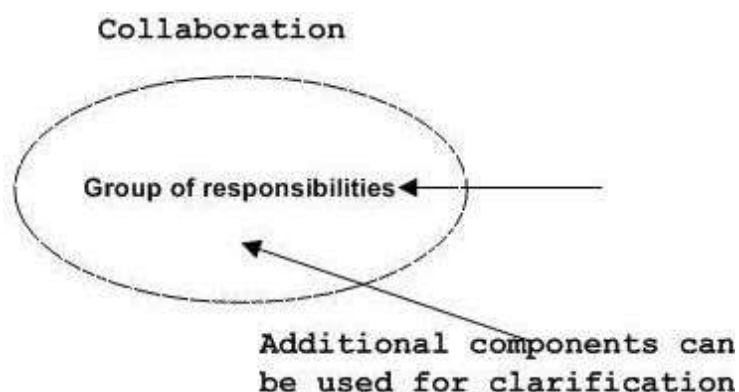 Collaboration
Group of responsibilities
Additional components can
be used for clarification